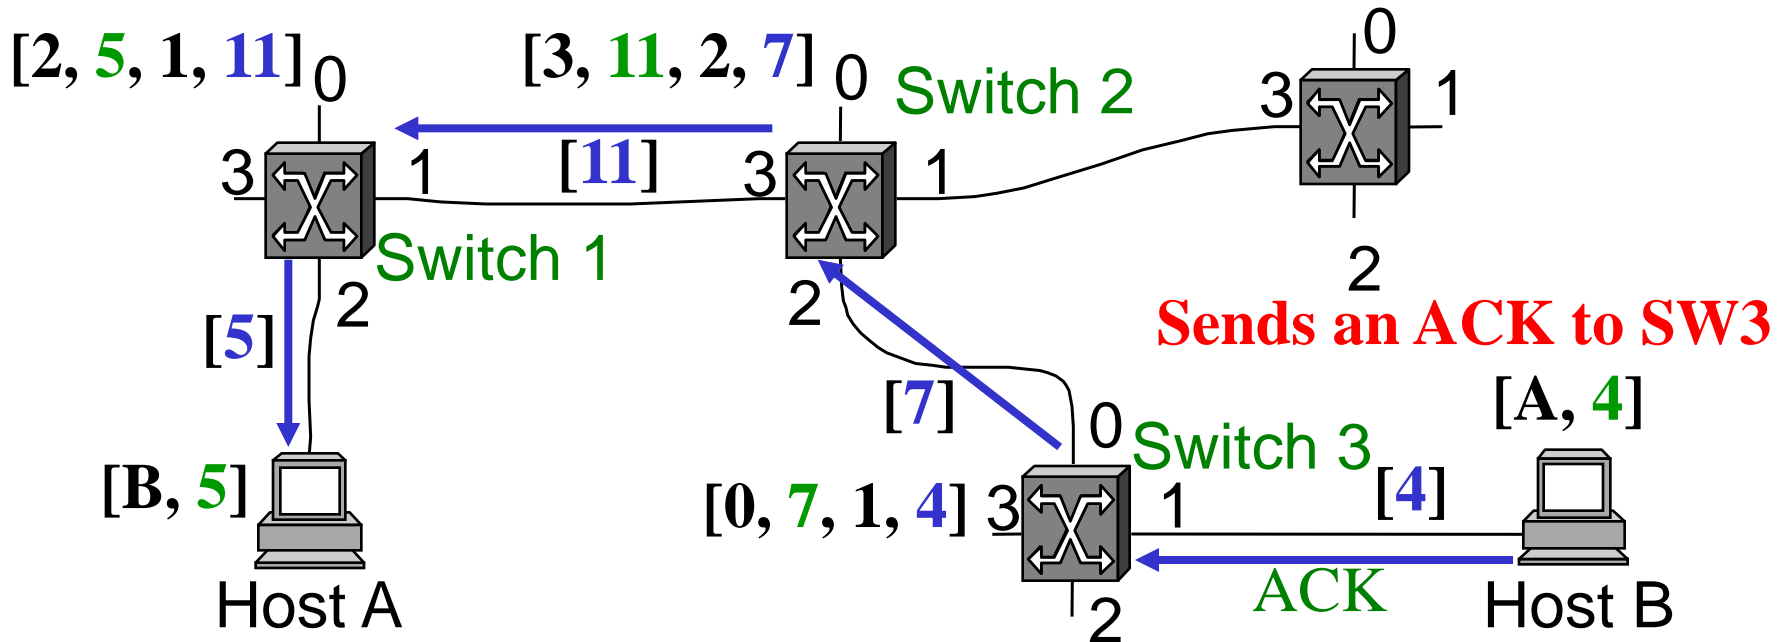 [2, 5, 1, 11]
0
[3, 11, 2, 7]
0
Switch 2
0
3
1
3
1
[11]
3
1
Switch 1
2
2
2
[5]
Sends an ACK to SW3
[7]
[A, 4]
0
Switch 3
[B, 5]
[0, 7, 1, 4]
3
1
[4]
ACK
Host A
2
Host B